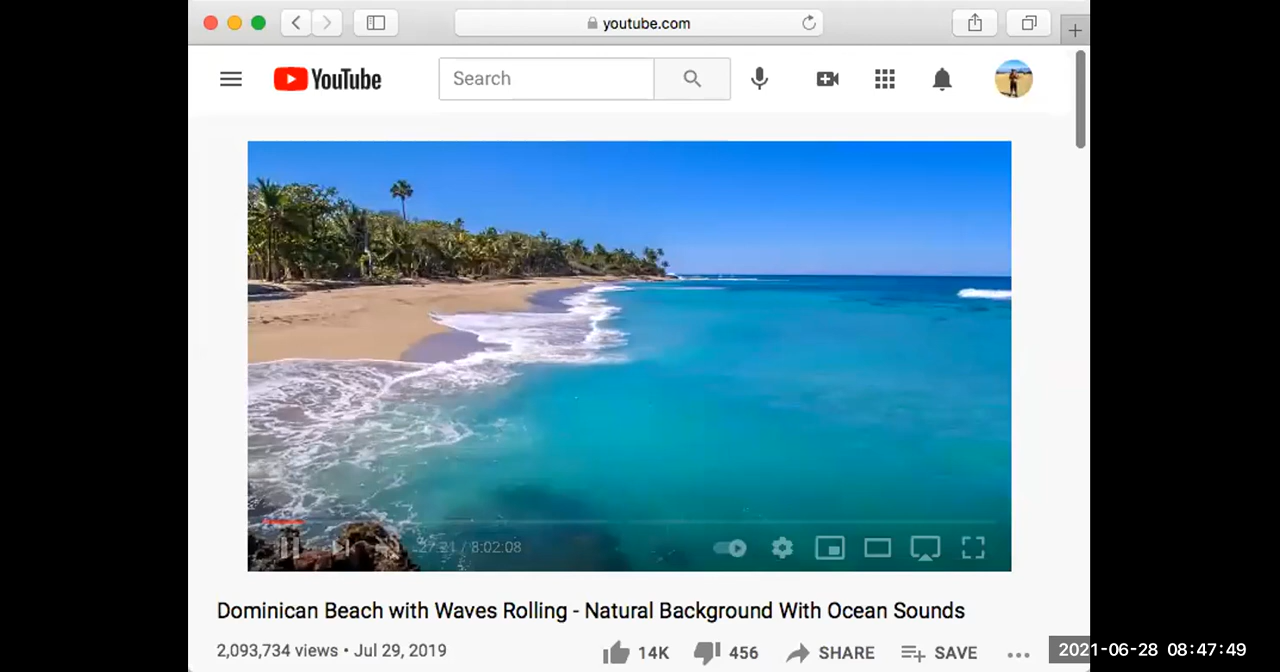 youtube.com
YouTube
Search
27:21 / 8:02:08
Dominican Beach with Waves Rolling - Natural Background With Ocean Sounds
2,093,734 views • Jul 29, 2019
14K 456 SHARE SAVE
2021-06-28 08:47:49